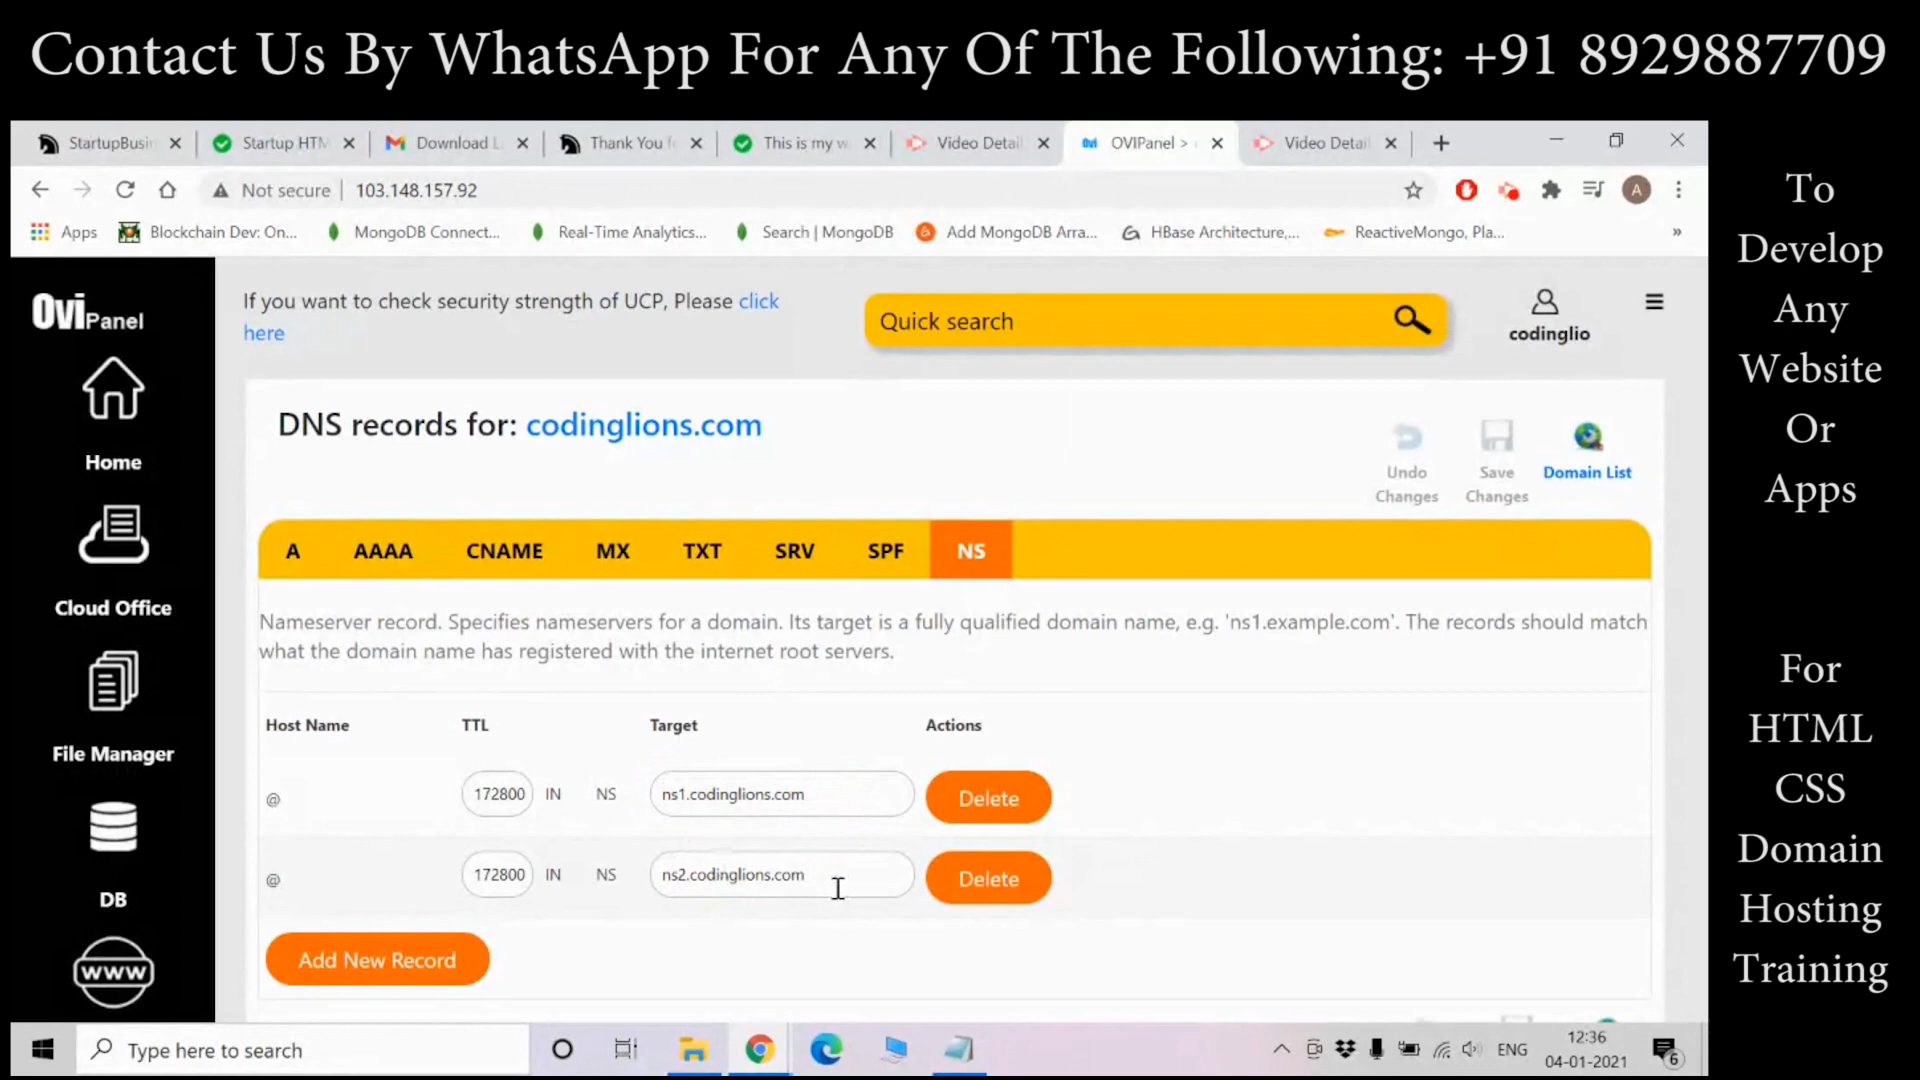 Contact Us By WhatsApp For Any Of The Following: +91 8929887709
StartupBusin
Startup HTM
Download L
Thank You f
This is my w
Video Detail
OVIPanel >
Video Detail
Not secure
103.148.157.92
A
Apps
Blockchain Dev: On...
MongoDB Connect...
Real-Time Analytics...
Search | MongoDB
Add MongoDB Arra...
HBase Architecture,...
ReactiveMongo, Pla...
»
To
Develop
Any
Website
Or
Apps
For
HTML
CSS
Domain
Hosting
Training
Ovi Panel
Home
Cloud Office
File Manager
DB
WWW
If you want to check security strength of UCP, Please click
here
Quick search
codinglio
DNS records for: codinglions.com
Undo
Changes
Save
Changes
Domain List
A AAAA CNAME MX TXT SRV SPF NS
Nameserver record. Specifies nameservers for a domain. Its target is a fully qualified domain name, e.g. 'ns1.example.com'. The records should match
what the domain name has registered with the internet root servers.
Host Name TTL Target Actions
@ 172800 IN NS ns1.codinglions.com Delete
@ 172800 IN NS ns2.codinglions.com Delete
Add New Record
Type here to search
ENG
12:36
04-01-2021
6